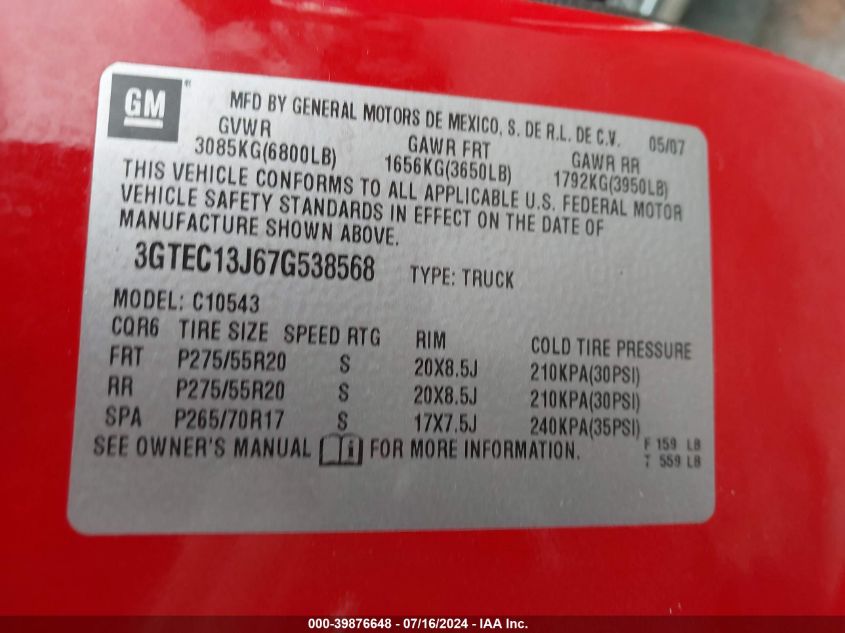 GM
MFD BY GENERAL MOTORS DE MEXICO, S. DE R.L. DE C.V. 05/07
GVWR GAWR FRT GAWR RR
3085KG(6800LB) 1656KG(3650LB) 1792KG(3950LB)
THIS VEHICLE CONFORMS TO ALL APPLICABLE U.S. FEDERAL MOTOR
VEHICLE SAFETY STANDARDS IN EFFECT ON THE DATE OF
MANUFACTURE SHOWN ABOVE.
3GTEC13J67G538568 TYPE: TRUCK
MODEL: C10543
CQR6 TIRE SIZE SPEED RTG RIM COLD TIRE PRESSURE
FRT P275/55R20 S 20X8.5J 210KPA(30PSI)
RR P275/55R20 S 20X8.5J 210KPA(30PSI)
SPA P265/70R17 S 17X7.5J 240KPA(35PSI)
SEE OWNER'S MANUAL i FOR MORE INFORMATION.
F 159 LB
T 559 LB
000-39876648 - 07/16/2024 - IAA Inc.